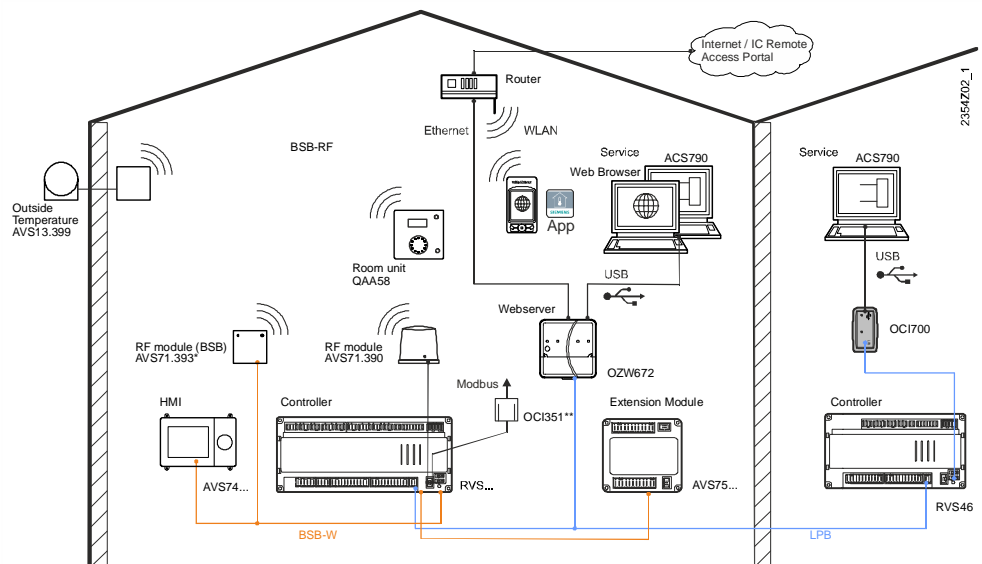 Internet / IC Remote
Access Portal
2354Z02_1
Router
Ethernet
WLAN
BSB-RF
Service
ACS790
Web Browser
Service
ACS790
SIEMENS
App
Outside
Temperature
AVS13.399
Room unit
QAA58
USB
USB
Webserver
OCI700
RF module (BSB)
AVS71.393*
RF module
AVS71.390
OZW672
Modbus
HMI
Controller
OCI351**
Extension Module
Controller
AVS74...
RVS...
AVS75...
RVS46
BSB-W
LPB